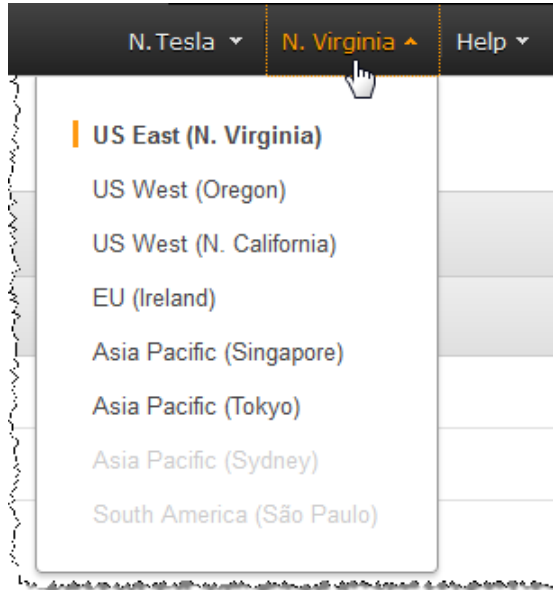 N. Tesla N. Virginia Help
US East (N. Virginia)
US West (Oregon)
US West (N. California)
EU (Ireland)
Asia Pacific (Singapore)
Asia Pacific (Tokyo)
Asia Pacific (Sydney)
South America (São Paulo)